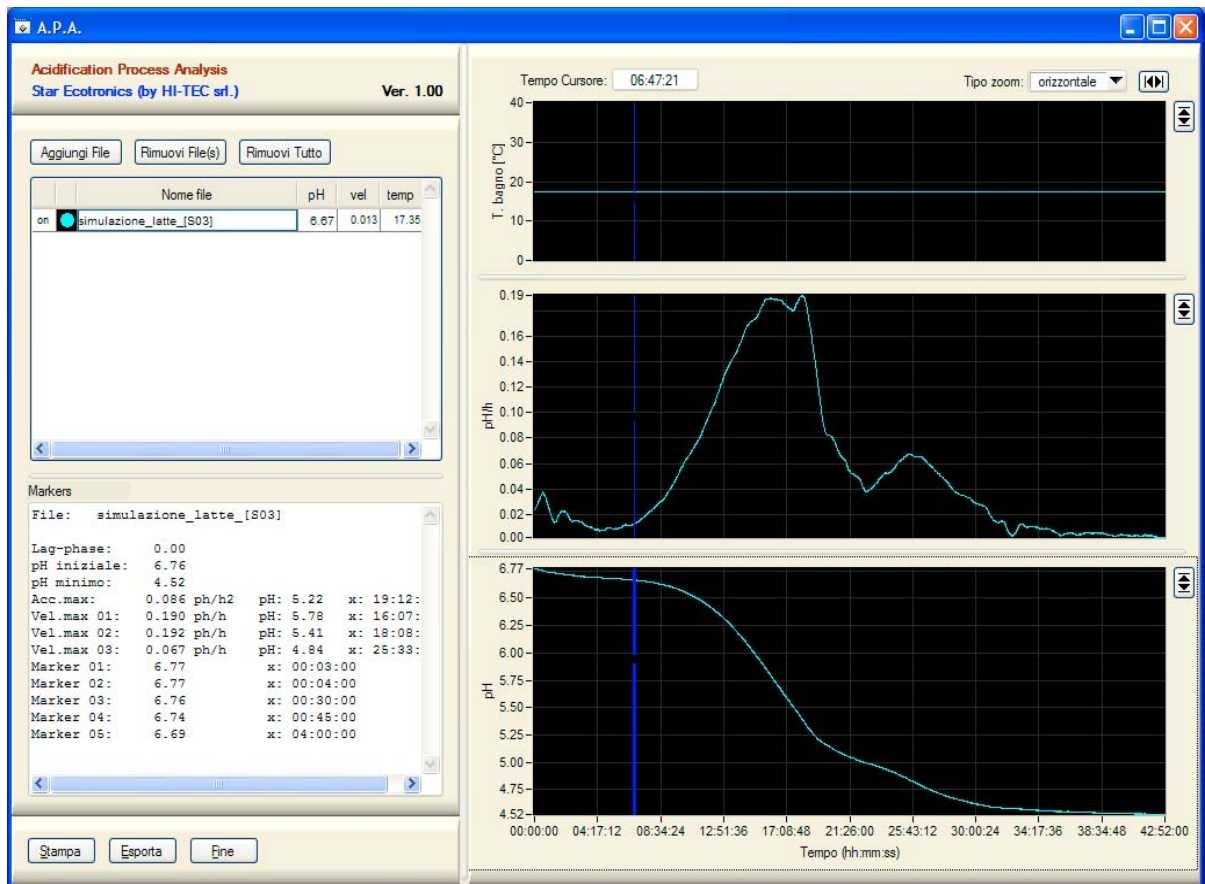 A.P.A.
Acidification Process Analysis
Star Ecotronics (by HI-TEC srl.) Ver. 1.00
Aggiungi File Rimuovi File(s) Rimuovi Tutto
Nome file pH vel temp
on simulazione_latte_[S03] 6.67 0.013 17.35
Markers
File: simulazione_latte_[S03]
Lag-phase: 0.00
pH iniziale: 6.76
pH minimo: 4.52
Acc.max: 0.086 ph/h2 pH: 5.22 x: 19:12:
Vel.max 01: 0.190 ph/h pH: 5.78 x: 16:07:
Vel.max 02: 0.192 ph/h pH: 5.41 x: 18:08:
Vel.max 03: 0.067 ph/h pH: 4.84 x: 25:33:
Marker 01: 6.77 x: 00:03:00
Marker 02: 6.77 x: 00:04:00
Marker 03: 6.76 x: 00:30:00
Marker 04: 6.74 x: 00:45:00
Marker 05: 6.69 x: 04:00:00
Stampa Esporta Fine
Tempo Cursore: 06:47:21 Tipo zoom: orizzontale
T. bagno [°C]
40
30
20
10
0
pH/h
0.19
0.16
0.14
0.12
0.10
0.08
0.06
0.04
0.02
0.00
pH
6.77
6.50
6.25
6.00
5.75
5.50
5.25
5.00
4.75
4.52
00:00:00 04:17:12 08:34:24 12:51:36 17:08:48 21:26:00 25:43:12 30:00:24 34:17:36 38:34:48 42:52:00
Tempo (hh:mm:ss)